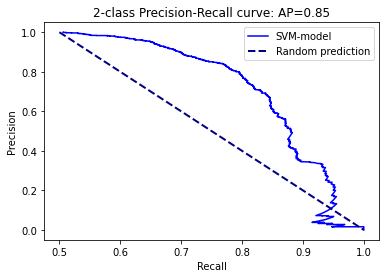 2-class Precision-Recall curve: AP=0.85
SVM-model
Random prediction
Precision
1.0
0.8
0.6
0.4
0.2
0.0
0.5 0.6 0.7 0.8 0.9 1.0
Recall